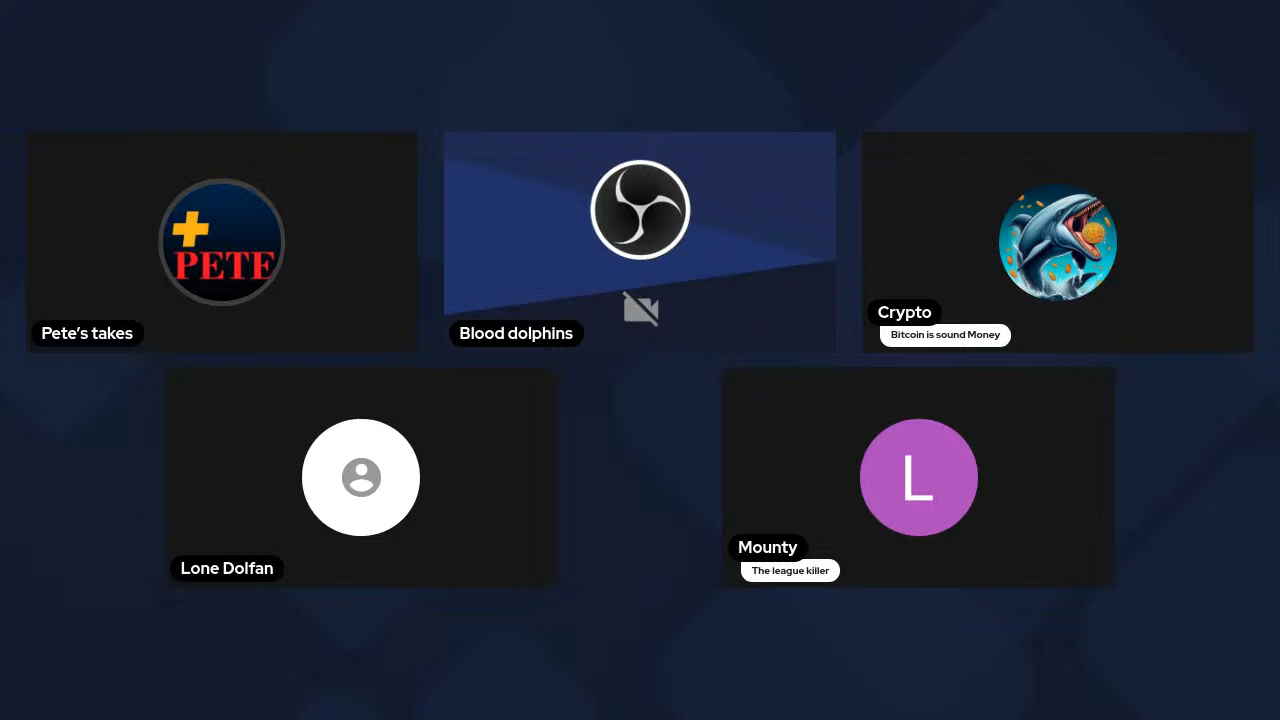 PETE
Pete's takes
Blood dolphins
Crypto
Bitcoin is sound Money
L
Lone Dolfan
Mounty
The league killer